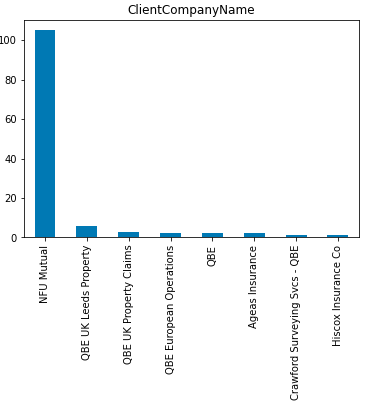 ClientCompanyName
100
80
60
40
20
0
NFU Mutual
QBE UK Leeds Property
QBE UK Property Claims
QBE European Operations
QBE
Ageas Insurance
Crawford Surveying Svcs - QBE
Hiscox Insurance Co